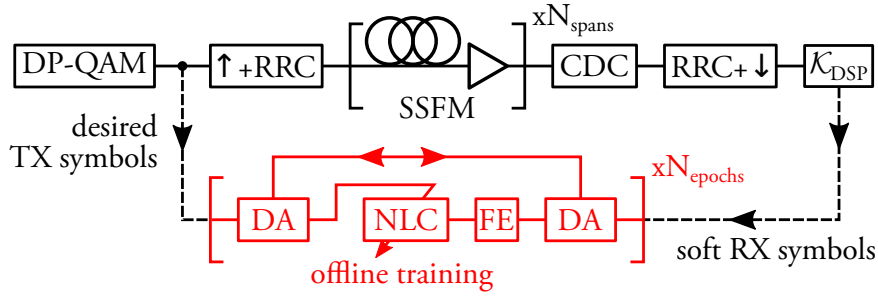 xN_spans
DP-QAM
↑+RRC
SSFM
CDC
RRC+↓
𝒦_DSP
desired
TX symbols
xN_epochs
DA
NLC
FE
DA
soft RX symbols
offline training